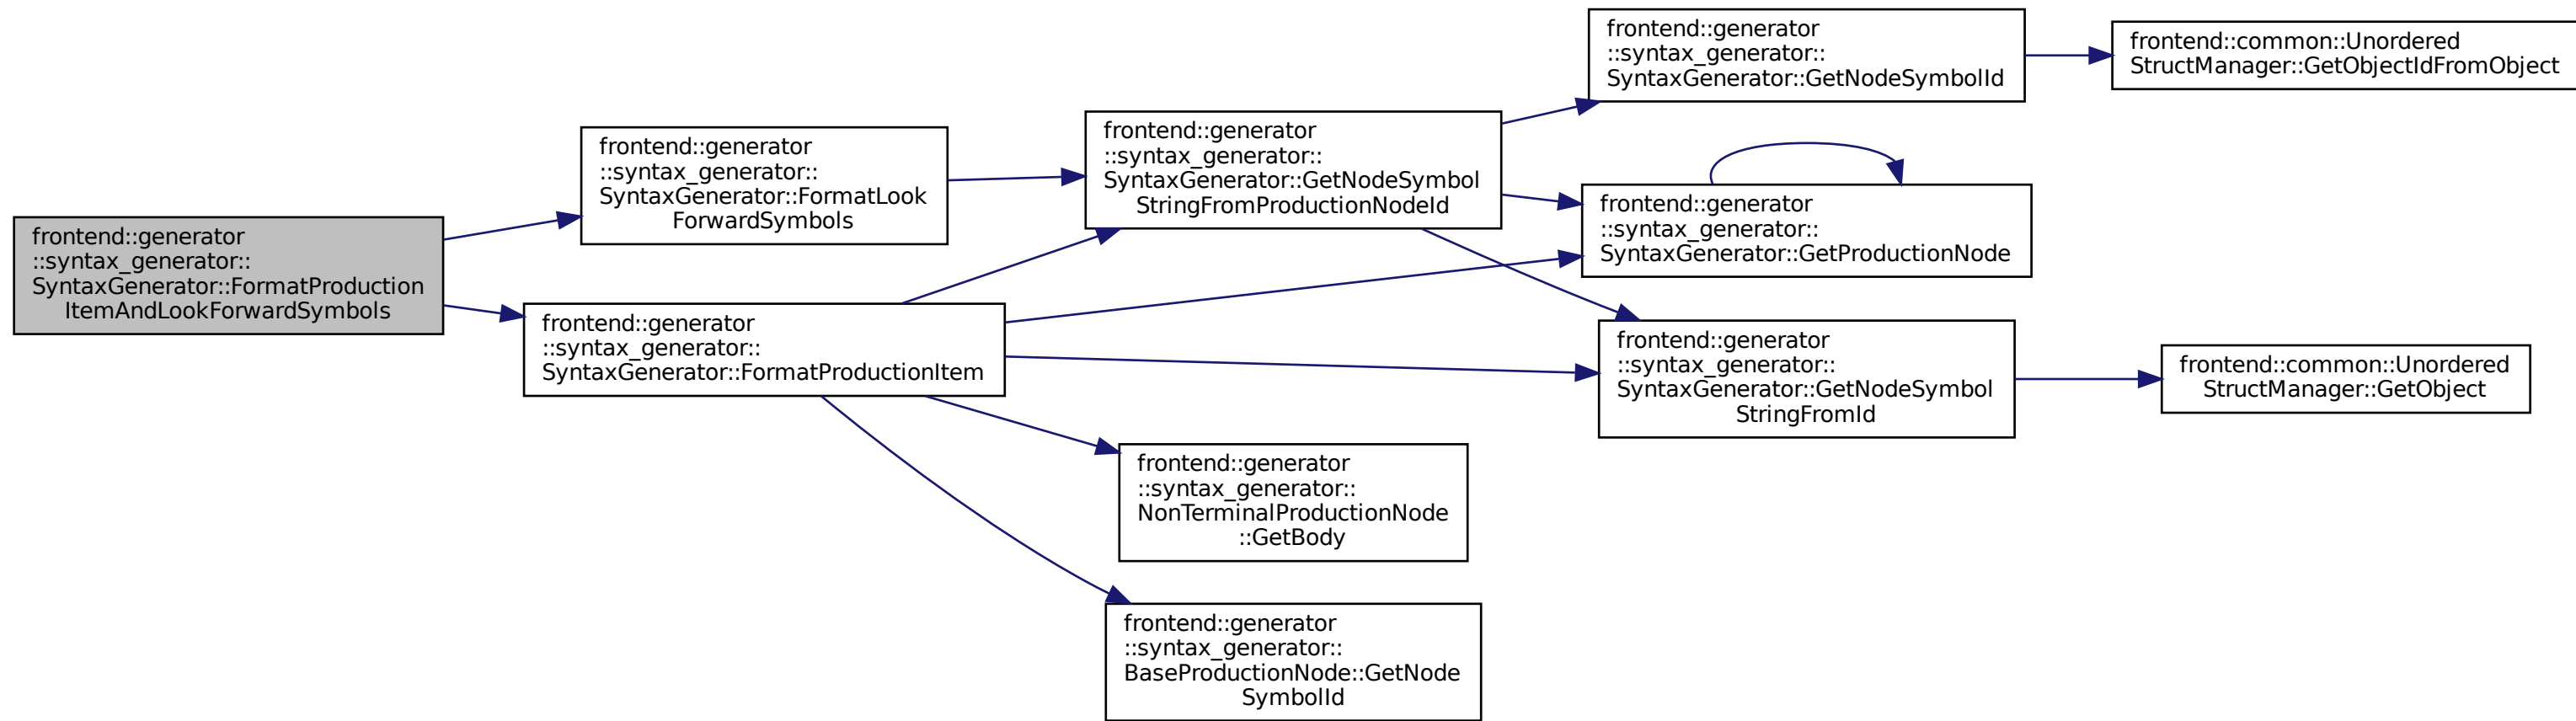 frontend::generator
::syntax_generator::
SyntaxGenerator::FormatProduction
ItemAndLookForwardSymbols
frontend::generator
::syntax_generator::
SyntaxGenerator::FormatLook
ForwardSymbols
frontend::generator
::syntax_generator::
SyntaxGenerator::FormatProductionItem
frontend::generator
::syntax_generator::
SyntaxGenerator::GetNodeSymbol
StringFromProductionNodeId
frontend::generator
::syntax_generator::
NonTerminalProductionNode
::GetBody
frontend::generator
::syntax_generator::
BaseProductionNode::GetNode
SymbolId
frontend::generator
::syntax_generator::
SyntaxGenerator::GetNodeSymbolId
frontend::generator
::syntax_generator::
SyntaxGenerator::GetProductionNode
frontend::generator
::syntax_generator::
SyntaxGenerator::GetNodeSymbol
StringFromId
frontend::common::Unordered
StructManager::GetObjectIdFromObject
frontend::common::Unordered
StructManager::GetObject